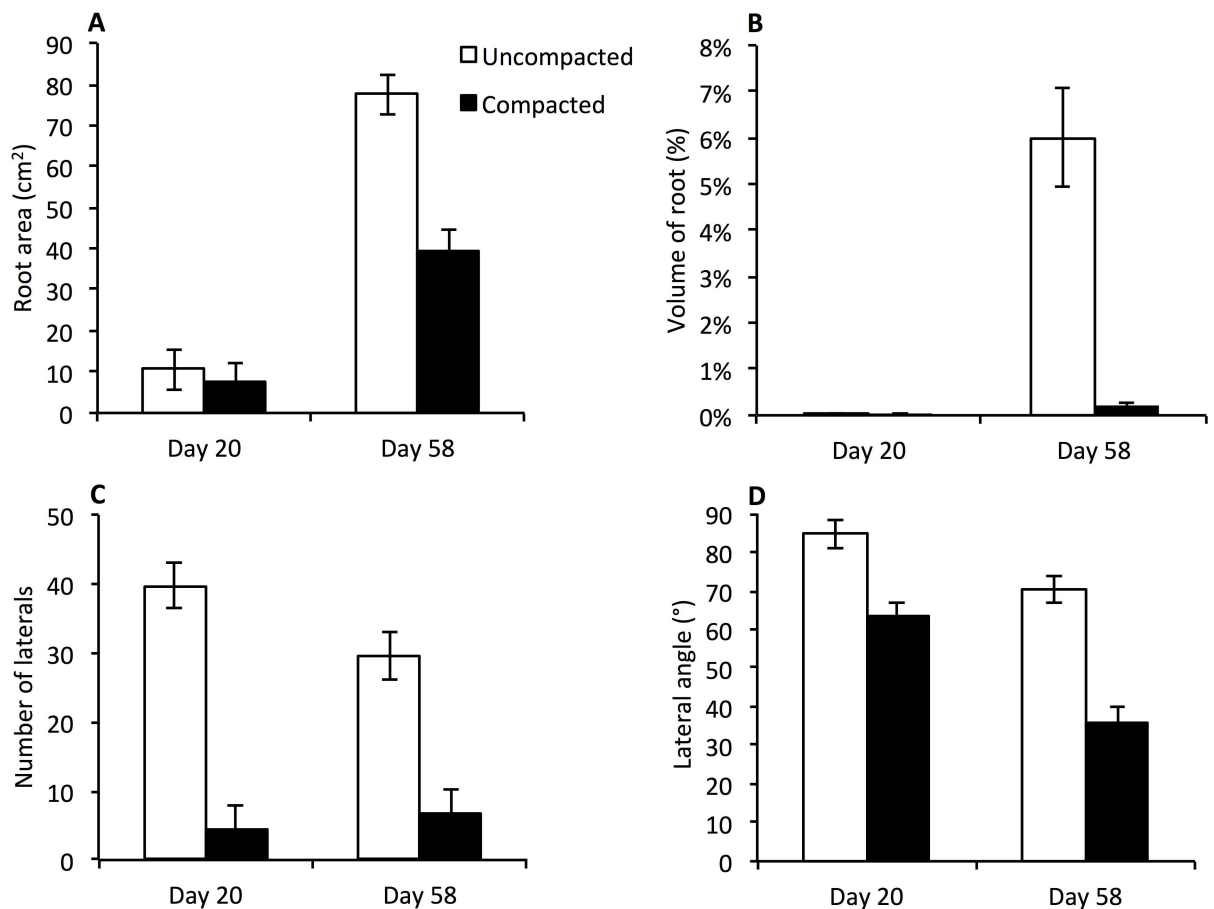 A
Root area (cm²)
90
80
70
60
50
40
30
20
10
0
Day 20
Day 58
Uncompacted
Compacted
B
Volume of root (%)
8%
7%
6%
5%
4%
3%
2%
1%
0%
Day 20
Day 58
C
Number of laterals
50
40
30
20
10
0
Day 20
Day 58
D
Lateral angle (°)
90
80
70
60
50
40
30
20
10
0
Day 20
Day 58